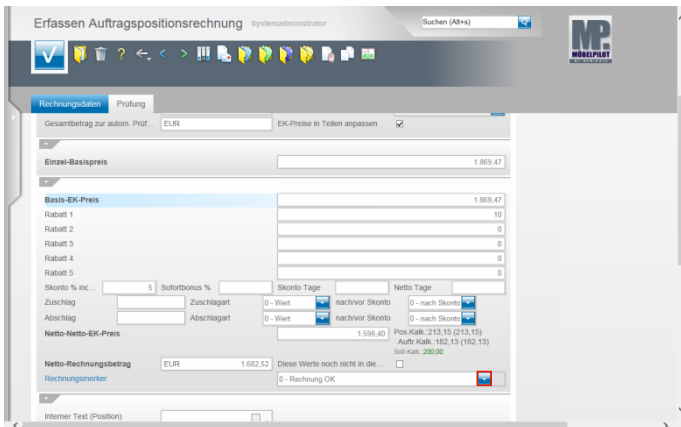 Erfassen Auftragspositionsrechnung Systemadministrator Suchen (Alt+s)
MP
MÖBELPILOT
Rechnungsdaten Prüfung
Gesamtbetrag zur autom. Prüf... EUR EK-Preise in Teilen anpassen
Einzel-Basispreis 1.869,47
Basis-EK-Preis 1.869,47
Rabatt 1 10
Rabatt 2 0
Rabatt 3 0
Rabatt 4 0
Rabatt 5 0
Skonto % inc... 5 Sofortbonus % Skonto Tage Netto Tage
Zuschlag Zuschlagart 0 - Wert nach/vor Skonto 0 - nach Skonto
Abschlag Abschlagart 0 - Wert nach/vor Skonto 0 - nach Skonto
Netto-Netto-EK-Preis 1.598,40 Pos.Kalk.:213,15 (213,15)
Auftr.Kalk.:182,13 (182,13)
Soll-Kalk.:200,00
Netto-Rechnungsbetrag EUR 1.682,52 Diese Werte noch nicht in die...
Rechnungsmerker 0 - Rechnung OK
Interner Text (Position)